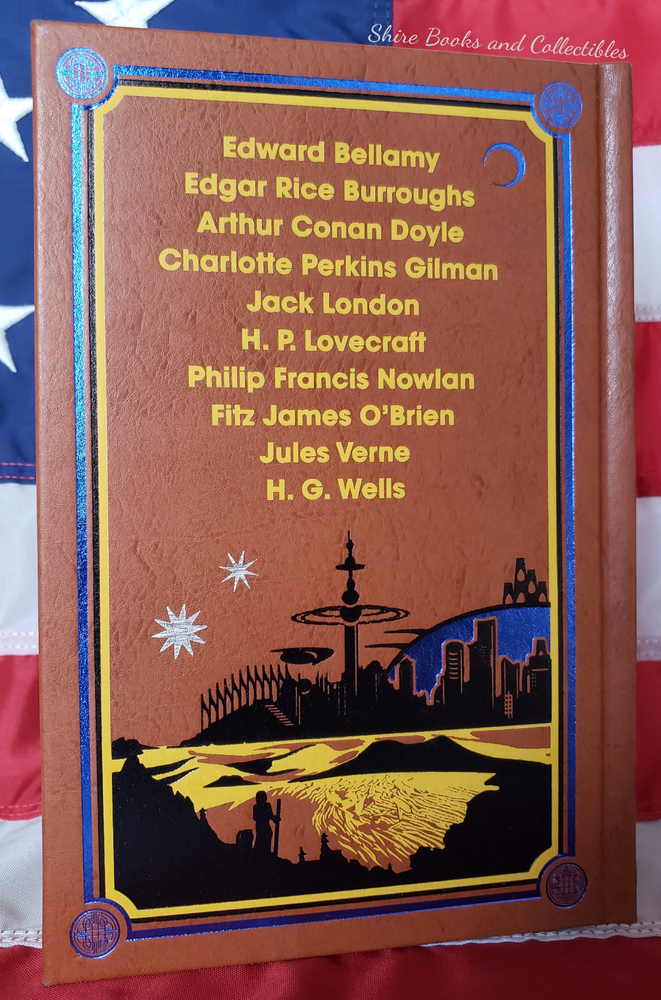 Shire Books and Collectibles
Edward Bellamy
Edgar Rice Burroughs
Arthur Conan Doyle
Charlotte Perkins Gilman
Jack London
H. P. Lovecraft
Philip Francis Nowlan
Fitz James O'Brien
Jules Verne
H. G. Wells